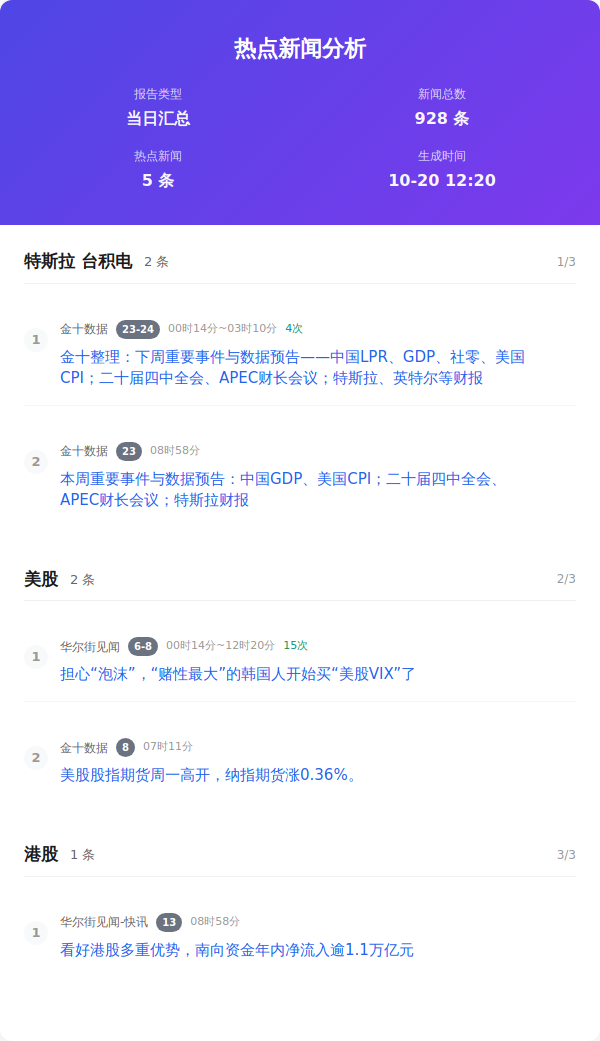 热点新闻分析
报告类型
新闻总数
当日汇总
928 条
热点新闻
生成时间
5 条
10-20 12:20
特斯拉 台积电 2 条 1/3
1 金十数据 23-24 00时14分~03时10分 4次
金十整理：下周重要事件与数据预告——中国LPR、GDP、社零、美国
CPI；二十届四中全会、APEC财长会议；特斯拉、英特尔等财报
2 金十数据 23 08时58分
本周重要事件与数据预告：中国GDP、美国CPI；二十届四中全会、
APEC财长会议；特斯拉财报
美股 2 条 2/3
1 华尔街见闻 6-8 00时14分~12时20分 15次
担心“泡沫”，“赌性最大”的韩国人开始买“美股VIX”了
2 金十数据 8 07时11分
美股股指期货周一高开，纳指期货涨0.36%。
港股 1 条 3/3
1 华尔街见闻-快讯 13 08时58分
看好港股多重优势，南向资金年内净流入逾1.1万亿元